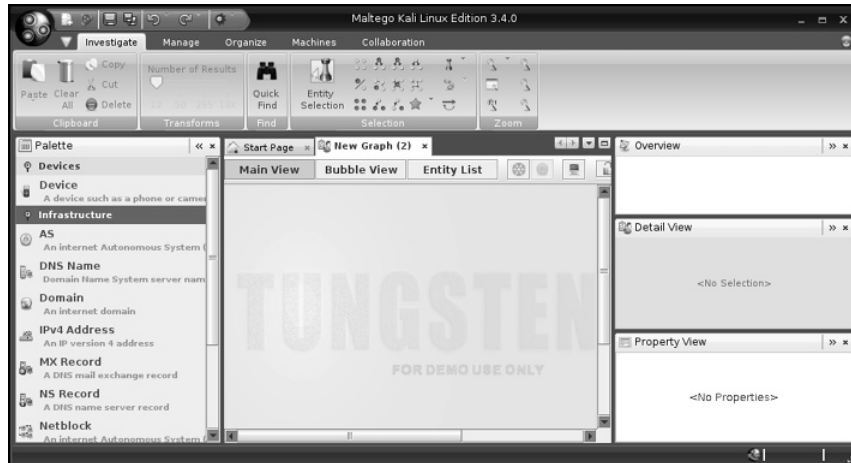 Maltego Kali Linux Edition 3.4.0
Investigate Manage Organize Machines Collaboration
Paste
Clear All
Copy
Cut
Delete
Clipboard
Number of Results
Transforms
Quick Find
Find
Entity Selection
Selection
Zoom
Palette
Devices
Device
A device such as a phone or camer
Infrastructure
AS
An internet Autonomous System (
DNS Name
Domain Name System server nam
Domain
An internet domain
IPv4 Address
An IP version 4 address
MX Record
A DNS mail exchange record
NS Record
A DNS name server record
Netblock
An internet Autonomous System (
Start Page
New Graph (2)
Main View Bubble View Entity List
TUNGSTEN
FOR DEMO USE ONLY
Overview
Detail View
<No Selection>
Property View
<No Properties>